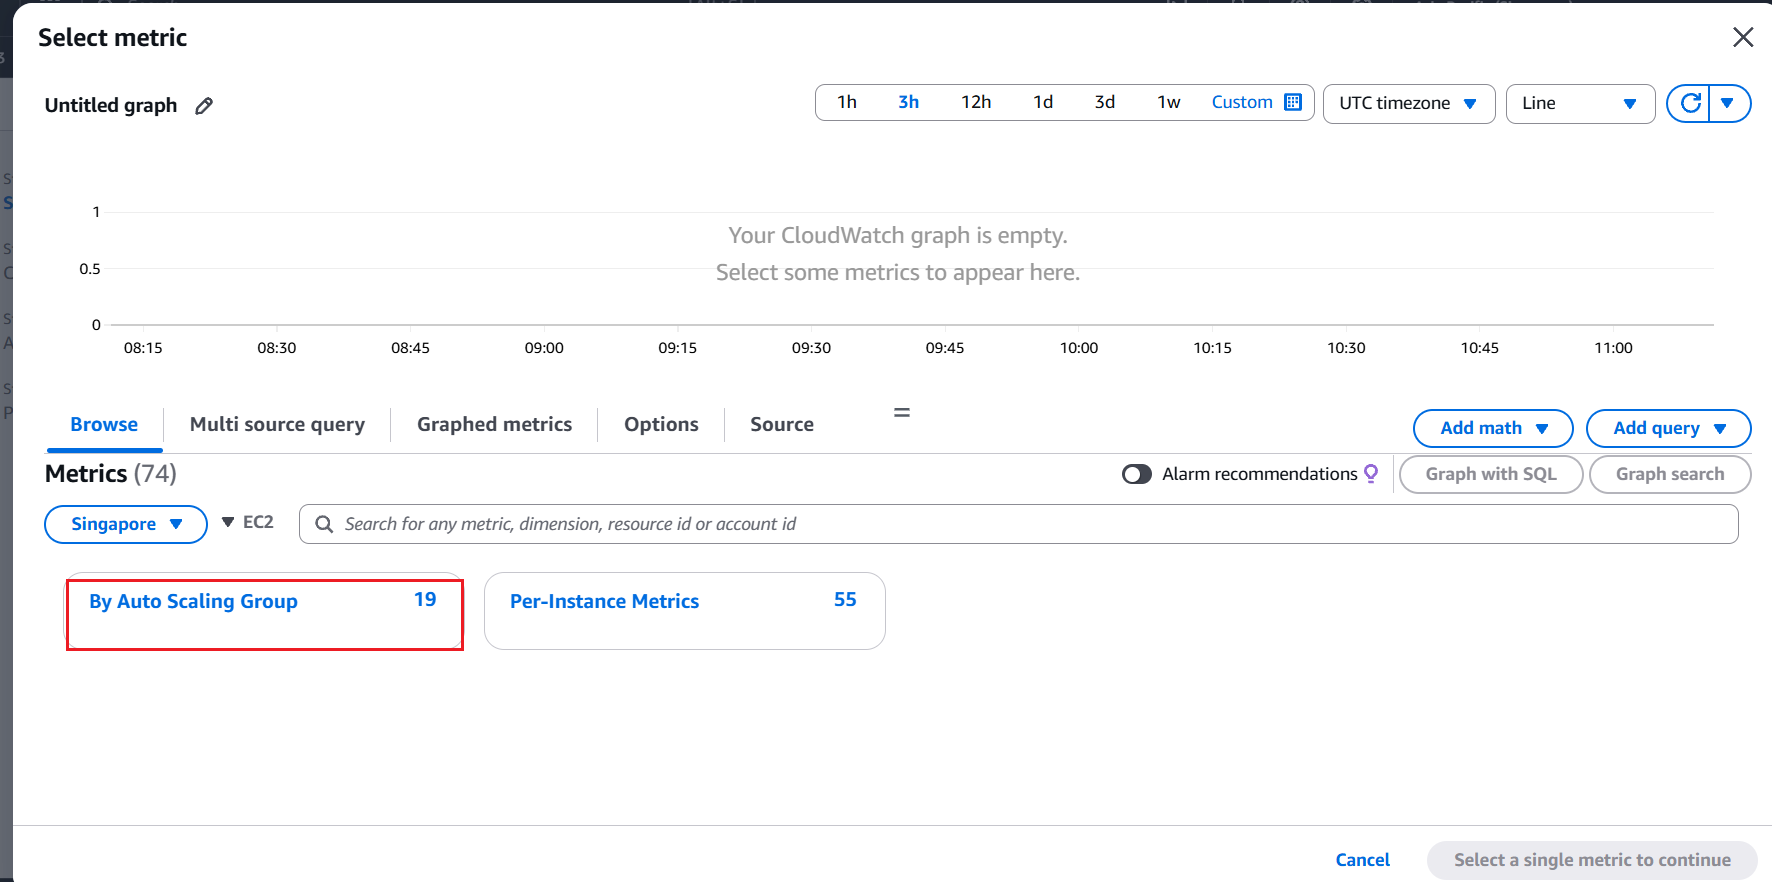 Select metric
Untitled graph
1h 3h 12h 1d 3d 1w Custom UTC timezone Line
1
Your CloudWatch graph is empty.
0.5
Select some metrics to appear here.
0
08:15 08:30 08:45 09:00 09:15 09:30 09:45 10:00 10:15 10:30 10:45 11:00
Browse Multi source query Graphed metrics Options Source
Add math Add query
Metrics (74) Alarm recommendations Graph with SQL Graph search
Singapore EC2 Search for any metric, dimension, resource id or account id
By Auto Scaling Group 19 Per-Instance Metrics 55
Cancel Select a single metric to continue